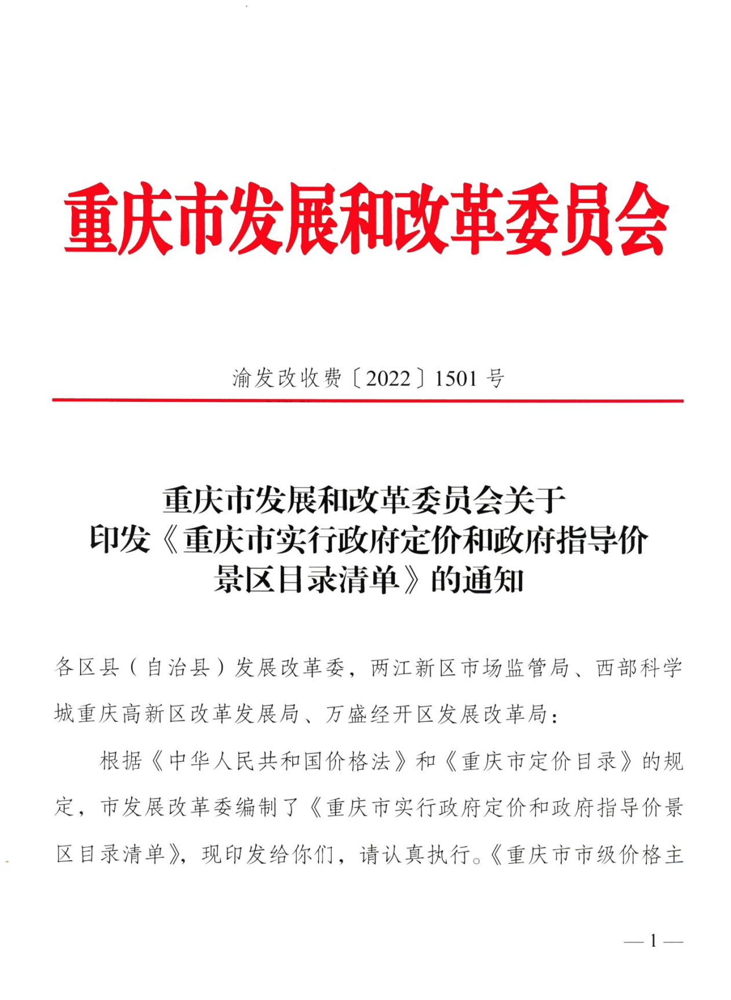 重庆市发展和改革委员会
渝发改收费〔2022〕1501 号
重庆市发展和改革委员会关于
印发《重庆市实行政府定价和政府指导价
景区目录清单》的通知
各区县（自治县）发展改革委，两江新区市场监管局、西部科学
城重庆高新区改革发展局、万盛经开区发展改革局：
根据《中华人民共和国价格法》和《重庆市定价目录》的规
定，市发展改革委编制了《重庆市实行政府定价和政府指导价景
区目录清单》，现印发给你们，请认真执行。《重庆市市级价格主
— 1 —